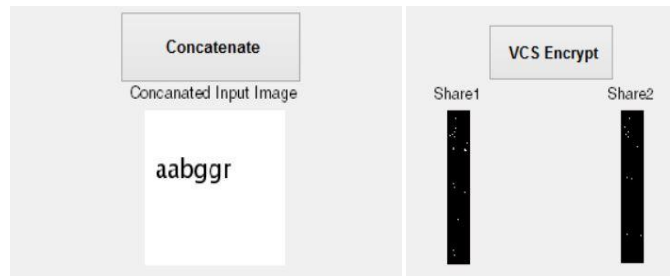 Concatenate
Concanated Input Image
aabggr
VCS Encrypt
Share1 Share2